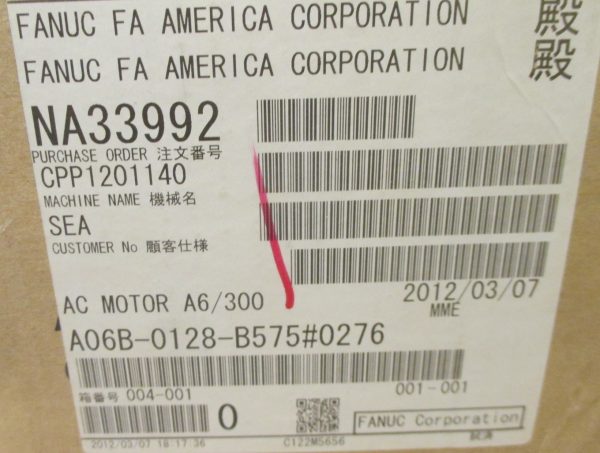 FANUC FA AMERICA CORPORATION 殿
FANUC FA AMERICA CORPORATION 殿
NA33992
PURCHASE ORDER 注文番号
CPP1201140
MACHINE NAME 機械名
SEA
CUSTOMER No 顧客仕様
AC MOTOR A6/300
2012/03/07
MME
A06B-0128-B575#0276
箱番号 004-001
001-001
0
FANUC Corporation
2012/03/07 18:17:36
C122M5656